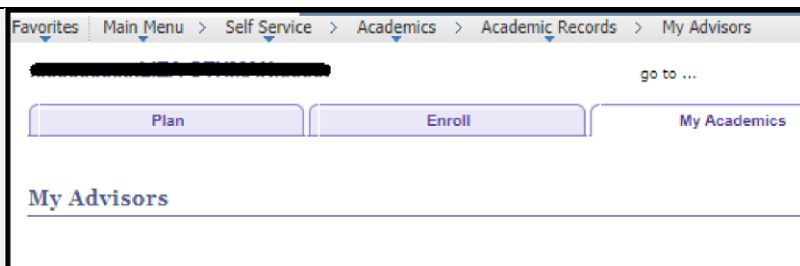 Favorites Main Menu > Self Service > Academics > Academic Records > My Advisors
go to ...
Plan Enroll My Academics
My Advisors